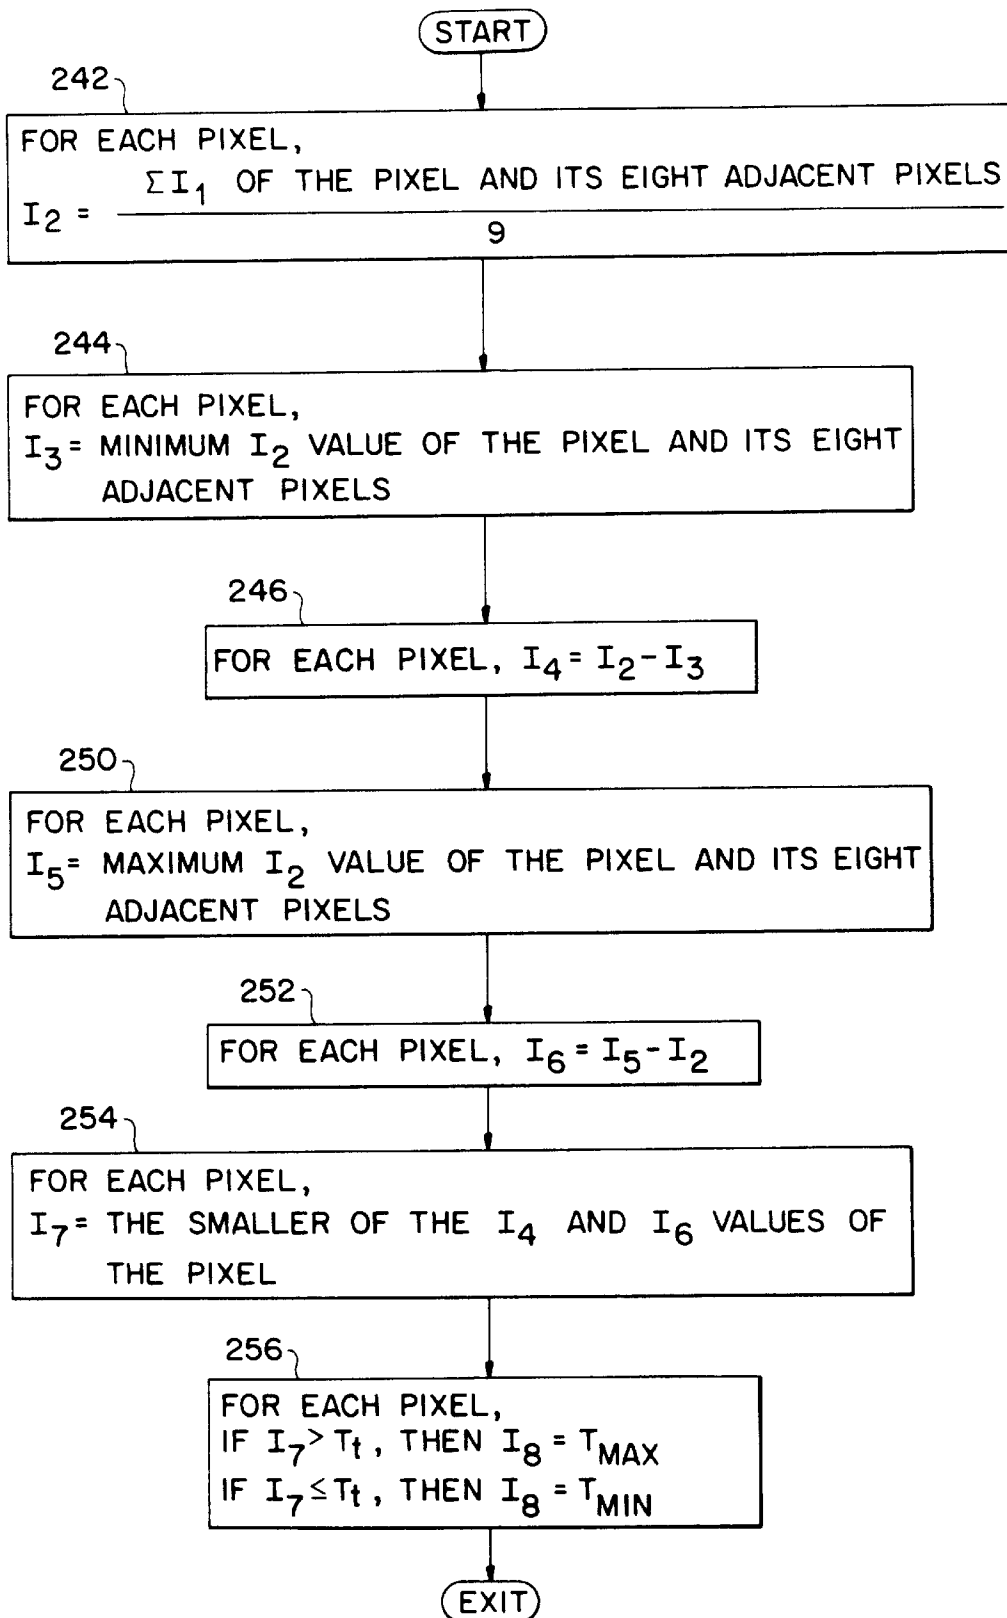 START
242
FOR EACH PIXEL,
I₂ = ΣI₁ OF THE PIXEL AND ITS EIGHT ADJACENT PIXELS
9
244
FOR EACH PIXEL,
I₃= MINIMUM I₂ VALUE OF THE PIXEL AND ITS EIGHT
ADJACENT PIXELS
246
FOR EACH PIXEL, I₄ = I₂ - I₃
250
FOR EACH PIXEL,
I₅= MAXIMUM I₂ VALUE OF THE PIXEL AND ITS EIGHT
ADJACENT PIXELS
252
FOR EACH PIXEL, I₆ = I₅ - I₂
254
FOR EACH PIXEL,
I₇= THE SMALLER OF THE I₄ AND I₆ VALUES OF
THE PIXEL
256
FOR EACH PIXEL,
IF I₇ > Tₜ, THEN I₈ = T_MAX
IF I₇ ≤ Tₜ, THEN I₈ = T_MIN
EXIT